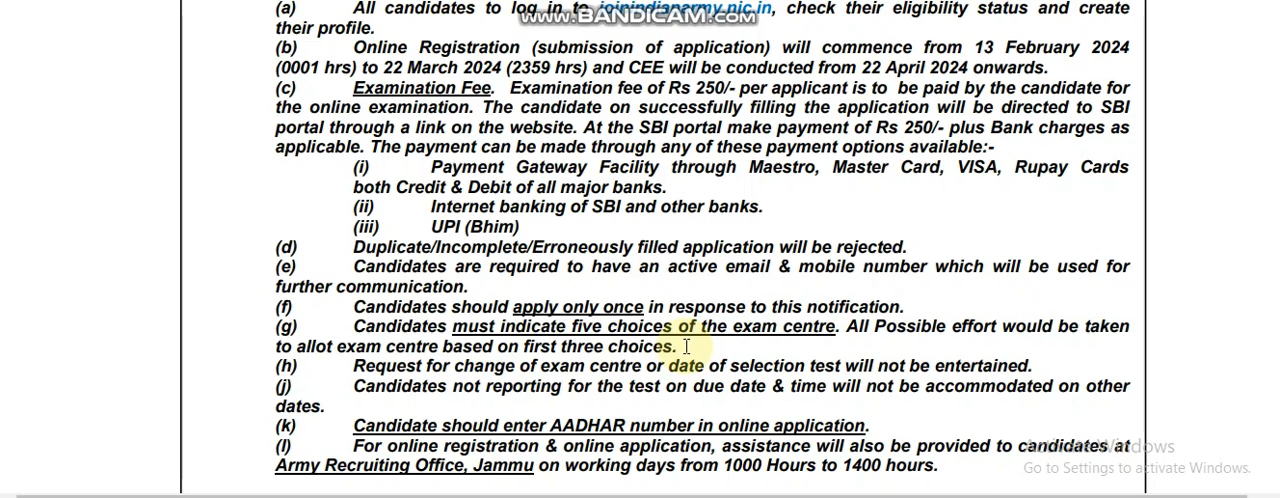 (a) All candidates to log in to joinindianarmy.nic.in, check their eligibility status and create
www.BANDICAM.com
their profile.
(b) Online Registration (submission of application) will commence from 13 February 2024
(0001 hrs) to 22 March 2024 (2359 hrs) and CEE will be conducted from 22 April 2024 onwards.
(c) Examination Fee. Examination fee of Rs 250/- per applicant is to be paid by the candidate for
the online examination. The candidate on successfully filling the application will be directed to SBI
portal through a link on the website. At the SBI portal make payment of Rs 250/- plus Bank charges as
applicable. The payment can be made through any of these payment options available:-
(i) Payment Gateway Facility through Maestro, Master Card, VISA, Rupay Cards
both Credit & Debit of all major banks.
(ii) Internet banking of SBI and other banks.
(iii) UPI (Bhim)
(d) Duplicate/Incomplete/Erroneously filled application will be rejected.
(e) Candidates are required to have an active email & mobile number which will be used for
further communication.
(f) Candidates should apply only once in response to this notification.
(g) Candidates must indicate five choices of the exam centre. All Possible effort would be taken
to allot exam centre based on first three choices.
(h) Request for change of exam centre or date of selection test will not be entertained.
(j) Candidates not reporting for the test on due date & time will not be accommodated on other
dates.
(k) Candidate should enter AADHAR number in online application.
(l) For online registration & online application, assistance will also be provided to candidates at
Army Recruiting Office, Jammu on working days from 1000 Hours to 1400 hours.
Activate Windows
Go to Settings to activate Windows.